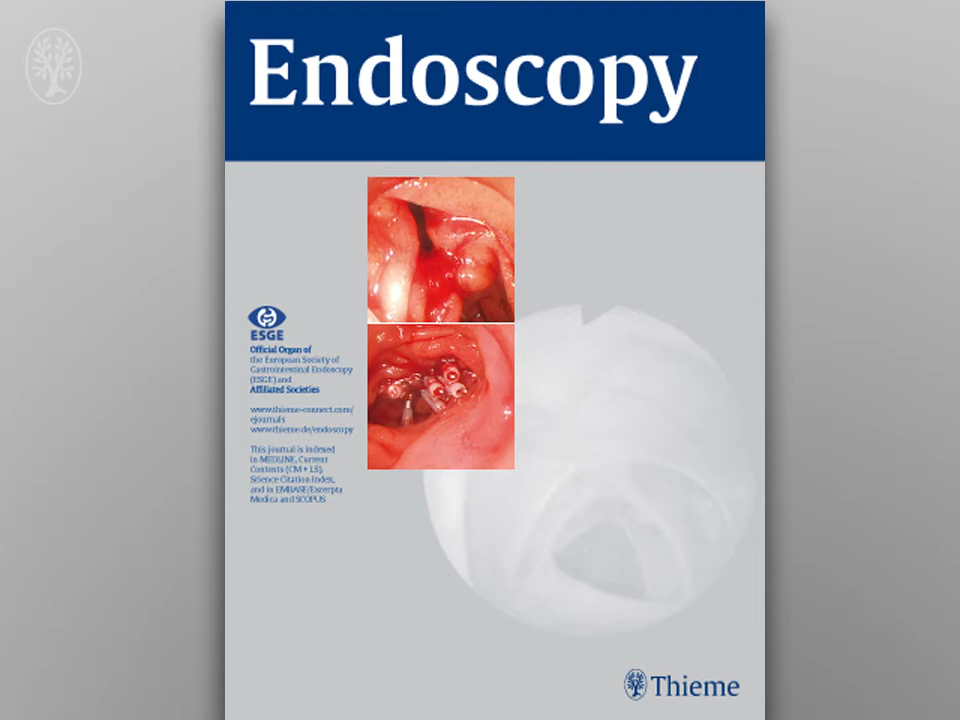 Endoscopy
ESGE
Official Organ of
the European Society of
Gastrointestinal Endoscopy
(ESGE) and
Affiliated Societies
www.thieme-connect.com/
ejournals
www.thieme.de/endoscopy
This journal is indexed
in MEDLINE, Current
Contents (CM + LS),
Science Citation Index,
and in EMBASE/Excerpta
Medica and SCOPUS
Thieme